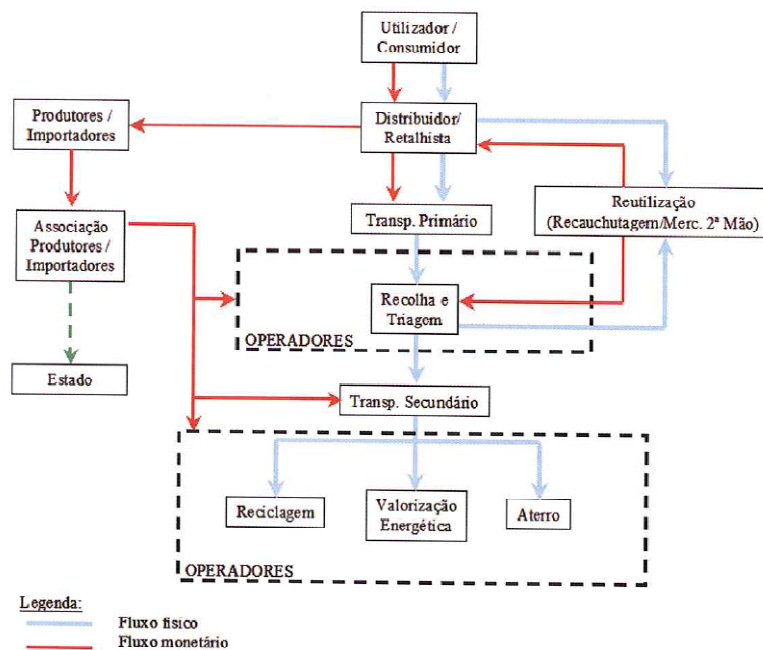 Utilizador /
Consumidor
Produtores /
Importadores
Distribuidor/
Retalhista
Associação
Produtores /
Importadores
Transp. Primário
Reutilização
(Recauchutagem/Merc. 2ª Mão)
Recolha e
Triagem
OPERADORES
Estado
Transp. Secundário
Reciclagem
Valorização
Energética
Aterro
OPERADORES
Legenda:
Fluxo físico
Fluxo monetário